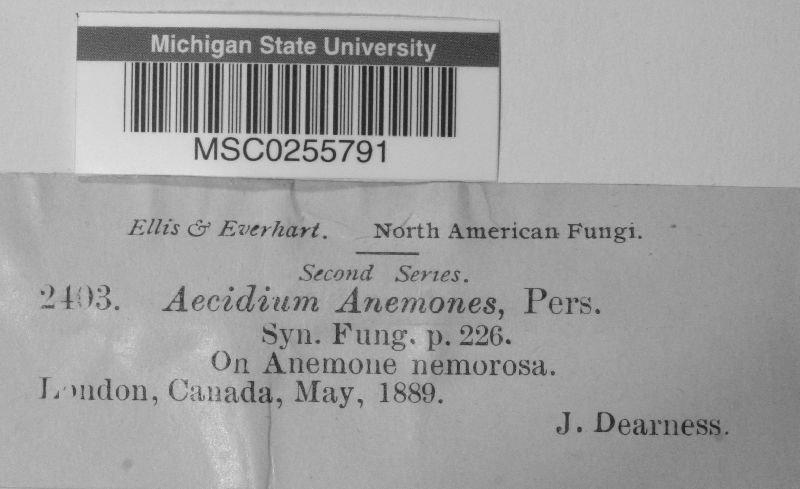 Michigan State University
MSC0255791
Ellis & Everhart. North American Fungi.
Second Series.
2403. Aecidium Anemones, Pers.
Syn. Fung. p. 226.
On Anemone nemorosa.
London, Canada, May, 1889.
J. Dearness.